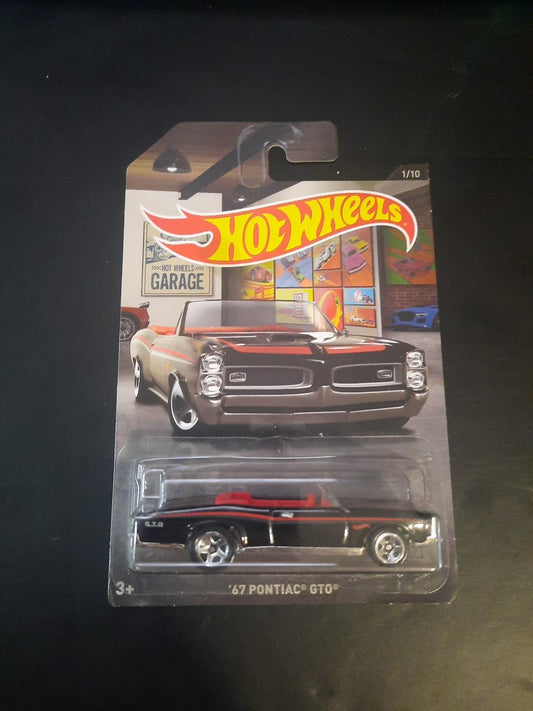 1/10
HOT WHEELS
HOT WHEELS
GARAGE
G.T.O
3+
'67 PONTIAC® GTO®